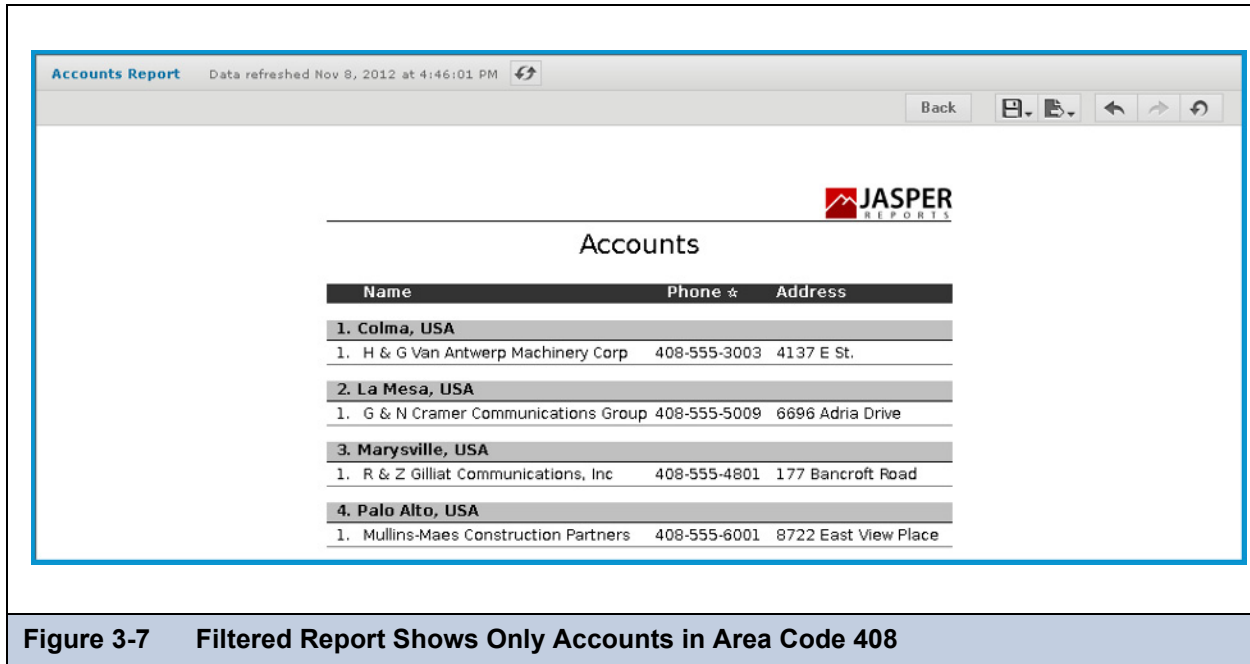 Accounts Report Data refreshed Nov 8, 2012 at 4:46:01 PM
Back
JASPER
REPORTS
Accounts
Name Phone Address
1. Colma, USA
1. H & G Van Antwerp Machinery Corp 408-555-3003 4137 E St.
2. La Mesa, USA
1. G & N Cramer Communications Group 408-555-5009 6696 Adria Drive
3. Marysville, USA
1. R & Z Gilliat Communications, Inc 408-555-4801 177 Bancroft Road
4. Palo Alto, USA
1. Mullins-Maes Construction Partners 408-555-6001 8722 East View Place
Figure 3-7 Filtered Report Shows Only Accounts in Area Code 408